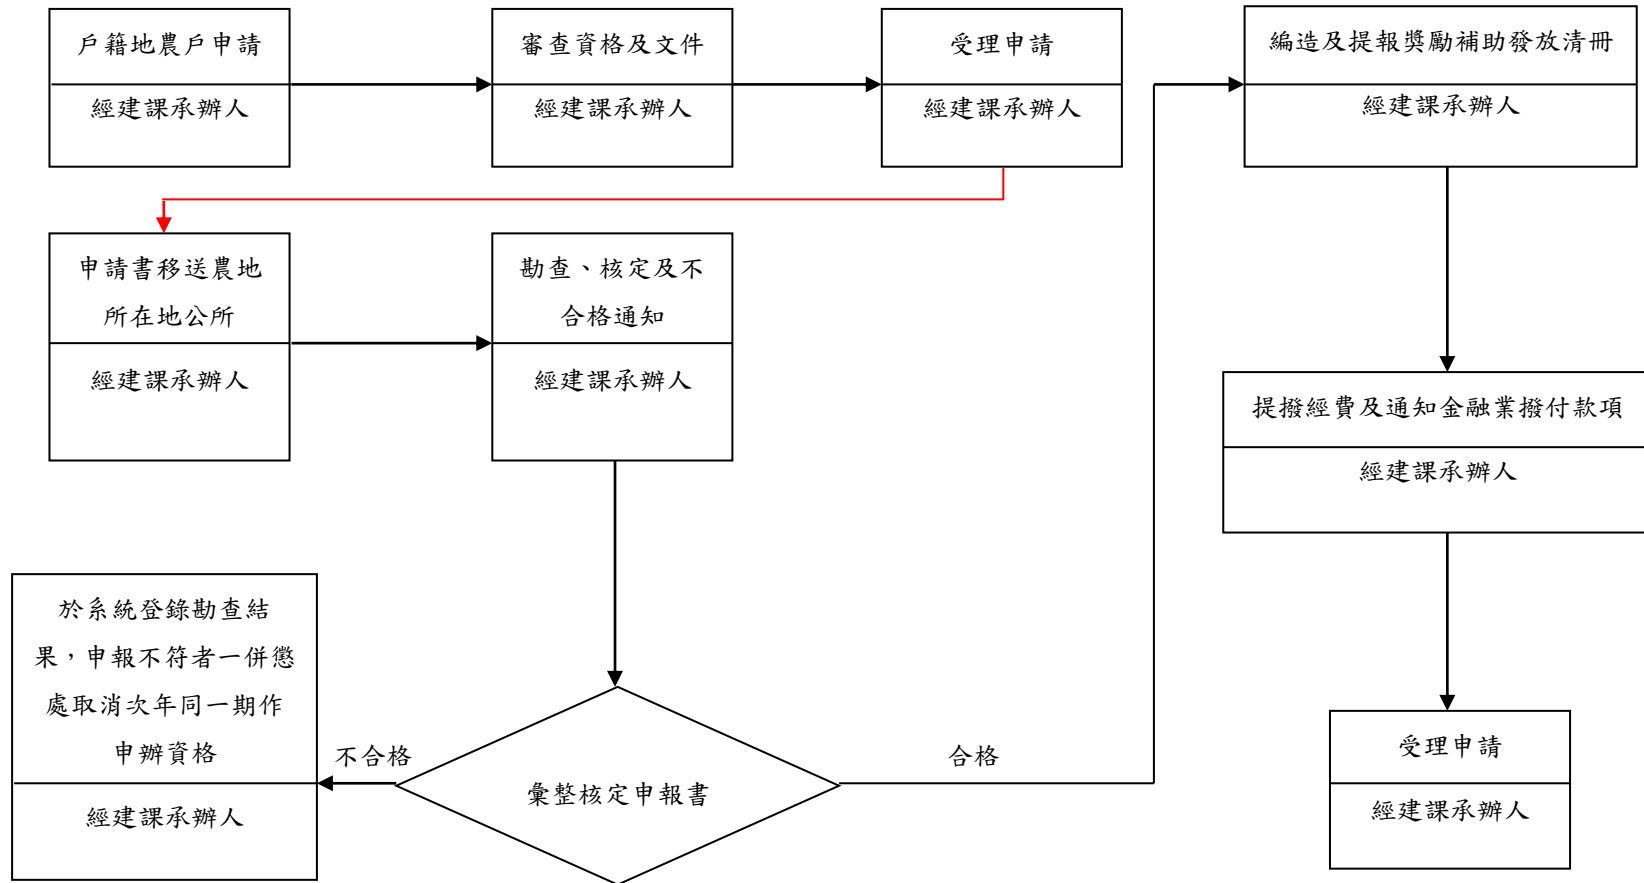 戶籍地農戶申請
經建課承辦人
審查資格及文件
經建課承辦人
受理申請
經建課承辦人
申請書移送農地
所在地公所
經建課承辦人
勘查、核定及不
合格通知
經建課承辦人
彙整核定申報書
不合格
於系統登錄勘查結
果，申報不符者一併懲
處取消次年同一期作
申辦資格
經建課承辦人
合格
編造及提報獎勵補助發放清冊
經建課承辦人
提撥經費及通知金融業撥付款項
經建課承辦人
受理申請
經建課承辦人